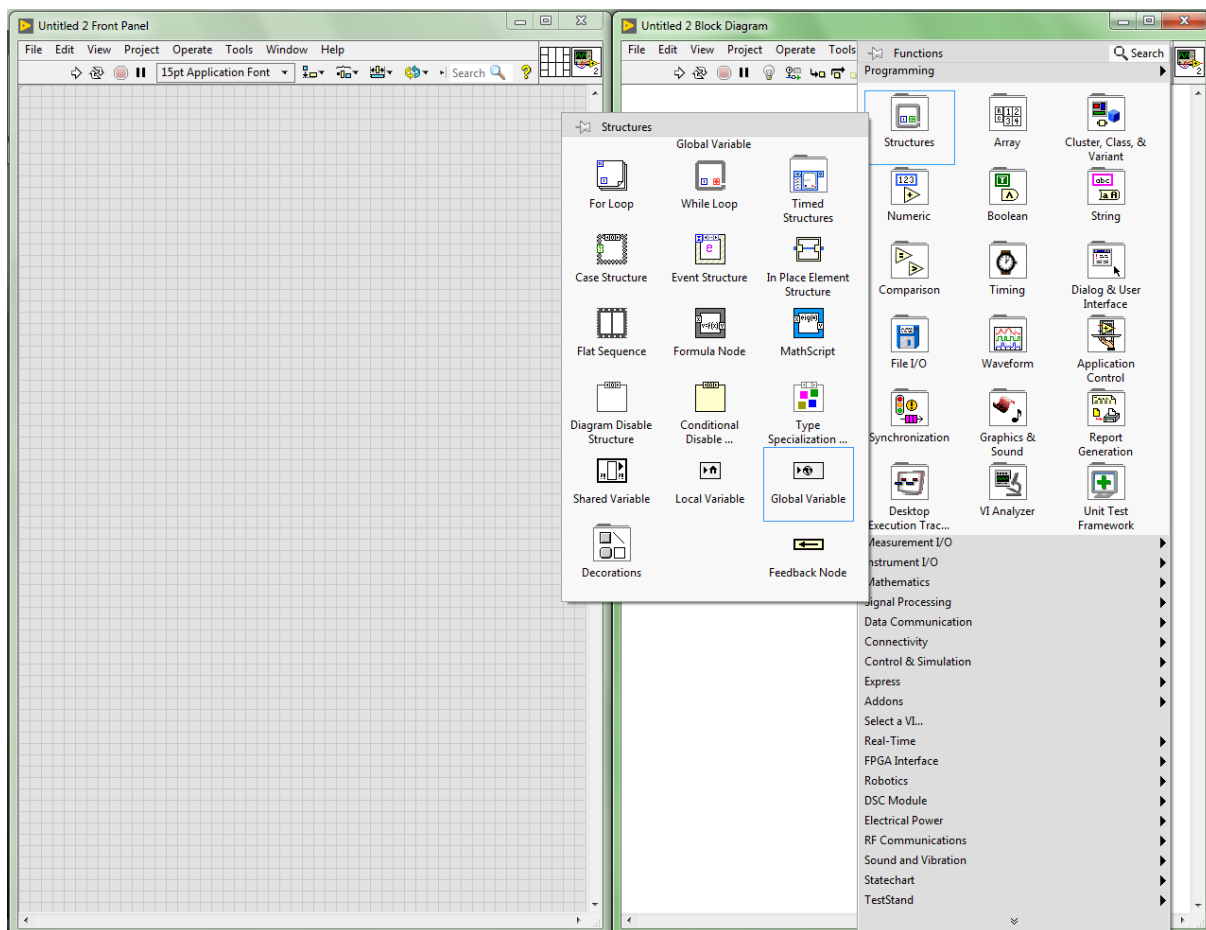 Untitled 2 Front Panel
File Edit View Project Operate Tools Window Help
15pt Application Font Search ? 2
Untitled 2 Block Diagram
File Edit View Project Operate Tools
2
Functions Search
Programming
Structures Array Cluster, Class, &
Variant
Numeric Boolean String
Comparison Timing Dialog & User
Interface
File I/O Waveform Application
Control
Synchronization Graphics & Report
Sound Generation
Desktop VI Analyzer Unit Test
Execution Trac... Framework
Measurement I/O
Instrument I/O
Mathematics
Signal Processing
Data Communication
Connectivity
Control & Simulation
Express
Addons
Select a VI...
Real-Time
FPGA Interface
Robotics
DSC Module
Electrical Power
RF Communications
Sound and Vibration
Statechart
TestStand
Structures
Global Variable
For Loop While Loop Timed
Structures
Case Structure Event Structure In Place Element
Structure
Flat Sequence Formula Node MathScript
Diagram Disable Conditional Type
Structure Disable ... Specialization ...
Shared Variable Local Variable Global Variable
Decorations Feedback Node